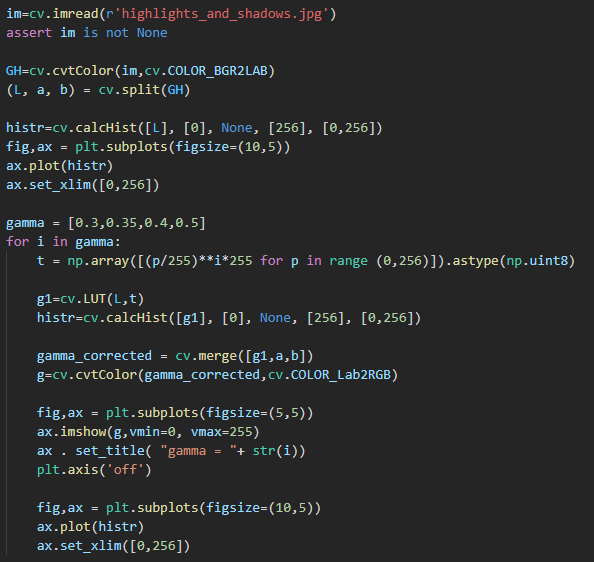 im=cv.imread(r'highlights_and_shadows.jpg')
assert im is not None
GH=cv.cvtColor(im,cv.COLOR_BGR2LAB)
(L, a, b) = cv.split(GH)
histr=cv.calcHist([L], [0], None, [256], [0,256])
fig,ax = plt.subplots(figsize=(10,5))
ax.plot(histr)
ax.set_xlim([0,256])
gamma = [0.3,0.35,0.4,0.5]
for i in gamma:
    t = np.array([(p/255)**i*255 for p in range (0,256)]).astype(np.uint8)
    g1=cv.LUT(L,t)
    histr=cv.calcHist([g1], [0], None, [256], [0,256])
    gamma_corrected = cv.merge([g1,a,b])
    g=cv.cvtColor(gamma_corrected,cv.COLOR_Lab2RGB)
    fig,ax = plt.subplots(figsize=(5,5))
    ax.imshow(g,vmin=0, vmax=255)
    ax . set_title( "gamma = "+ str(i))
    plt.axis('off')
    fig,ax = plt.subplots(figsize=(10,5))
    ax.plot(histr)
    ax.set_xlim([0,256])